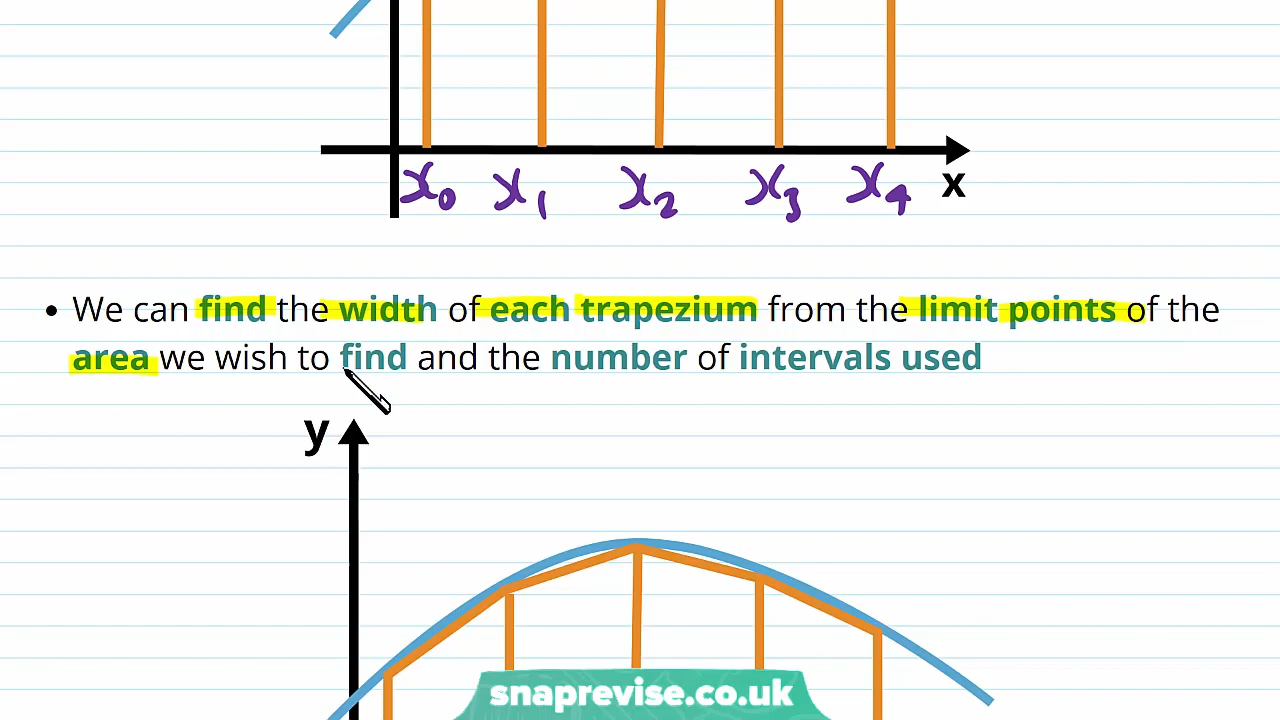 x₀ x₁ x₂ x₃ x₄ x
• We can find the width of each trapezium from the limit points of the
area we wish to find and the number of intervals used
y
snaprevise.co.uk